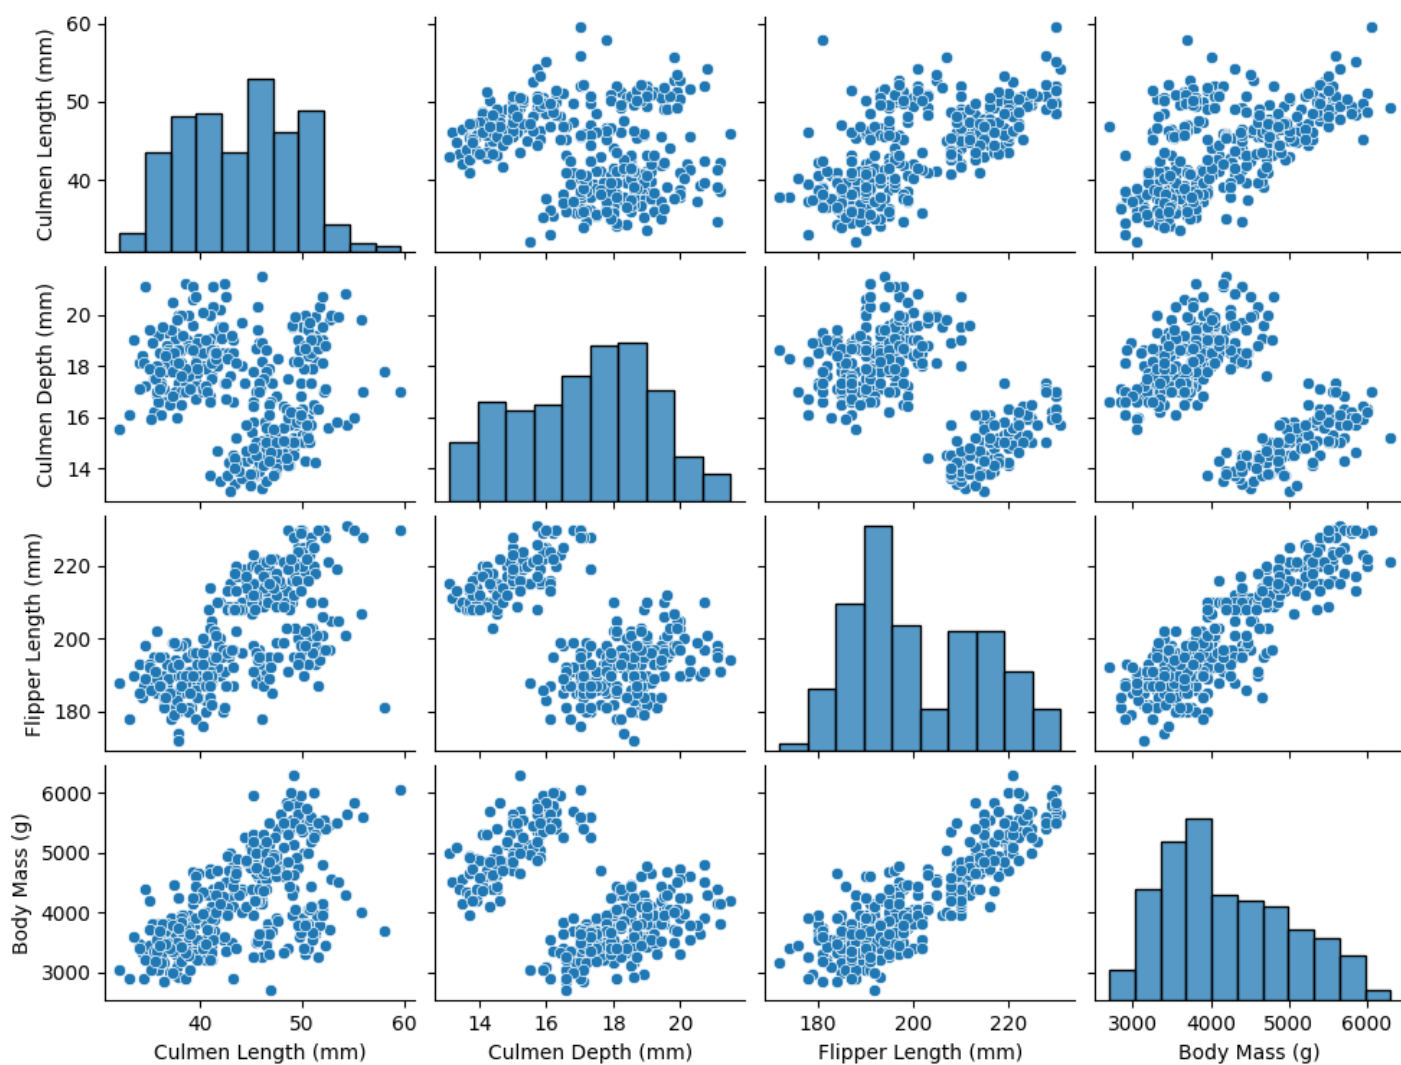 60
50
40
Culmen Length (mm)
20
18
16
14
Culmen Depth (mm)
220
200
180
Flipper Length (mm)
6000
5000
4000
3000
Body Mass (g)
40 50 60
14 16 18 20
180 200 220
3000 4000 5000 6000
Culmen Length (mm)
Culmen Depth (mm)
Flipper Length (mm)
Body Mass (g)